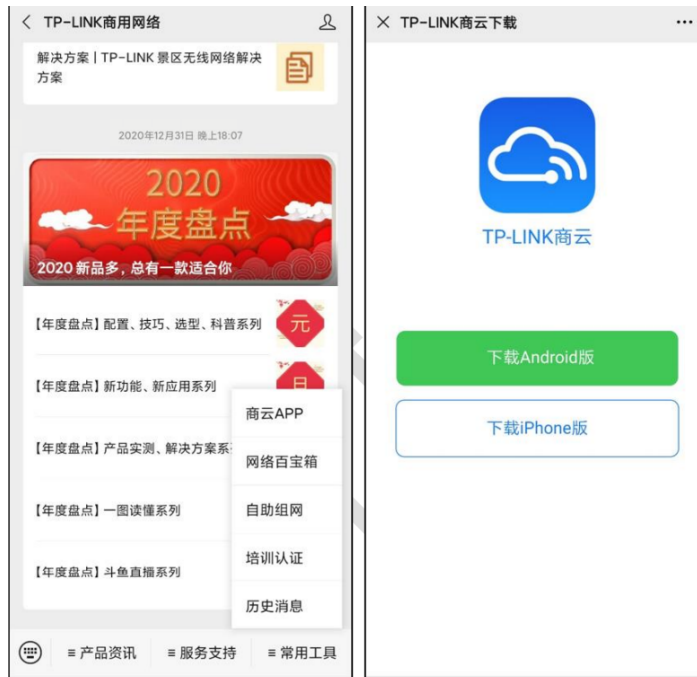 TP-LINK商用网络
解决方案 | TP-LINK 景区无线网络解决
方案
2020年12月31日 晚上18:07
2020
年度盘点
2020 新品多，总有一款适合你
【年度盘点】配置、技巧、选型、科普系列
元
【年度盘点】新功能、新应用系列
【年度盘点】产品实测、解决方案系
【年度盘点】一图读懂系列
【年度盘点】斗鱼直播系列
商云APP
网络百宝箱
自助组网
培训认证
历史消息
≡ 产品资讯
≡ 服务支持
≡ 常用工具
TP-LINK商云下载
TP-LINK商云
下载Android版
下载iPhone版